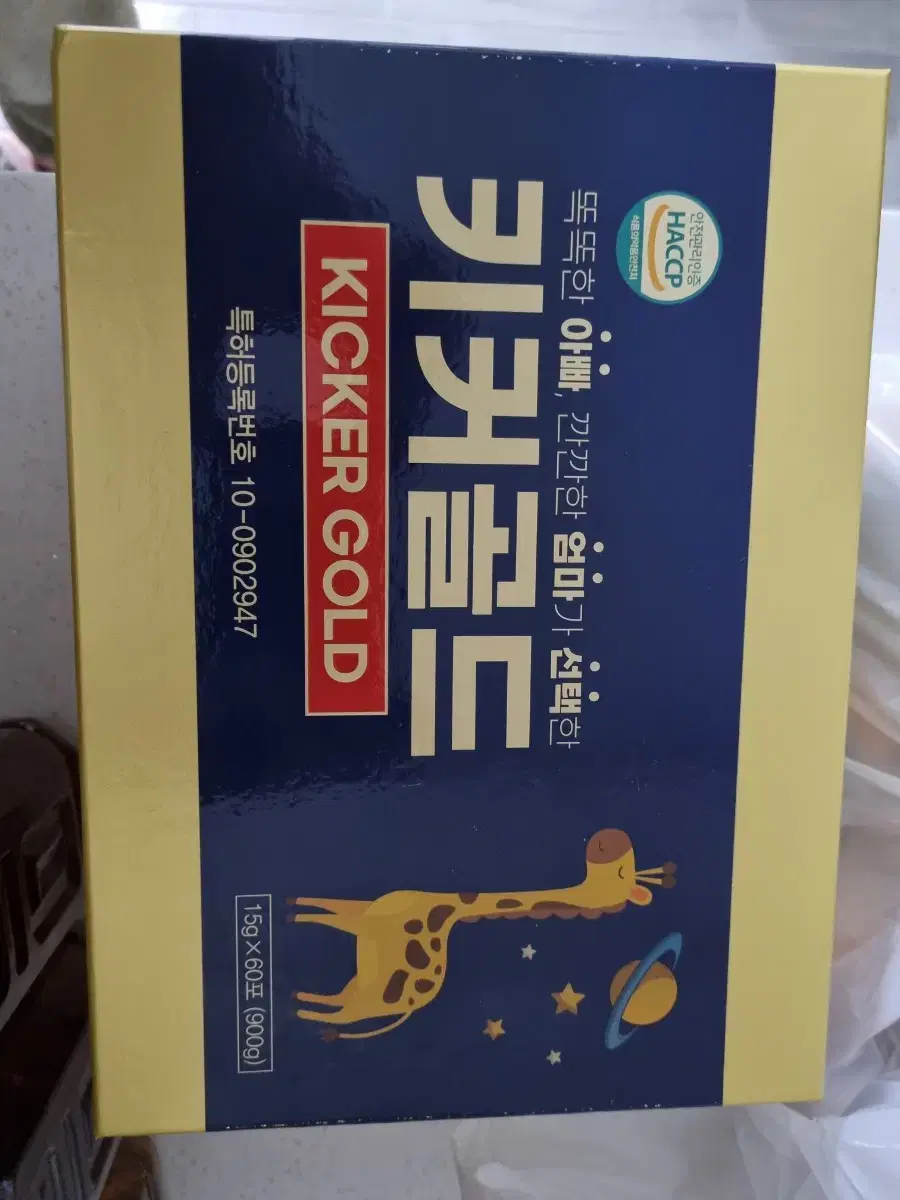 안전관리인증
HACCP
식품의약품안전처
똑똑한 아빠, 깐깐한 엄마가 선택한
키커골드
KICKER GOLD
특허등록번호 10-0902947
15g×60포 (900g)